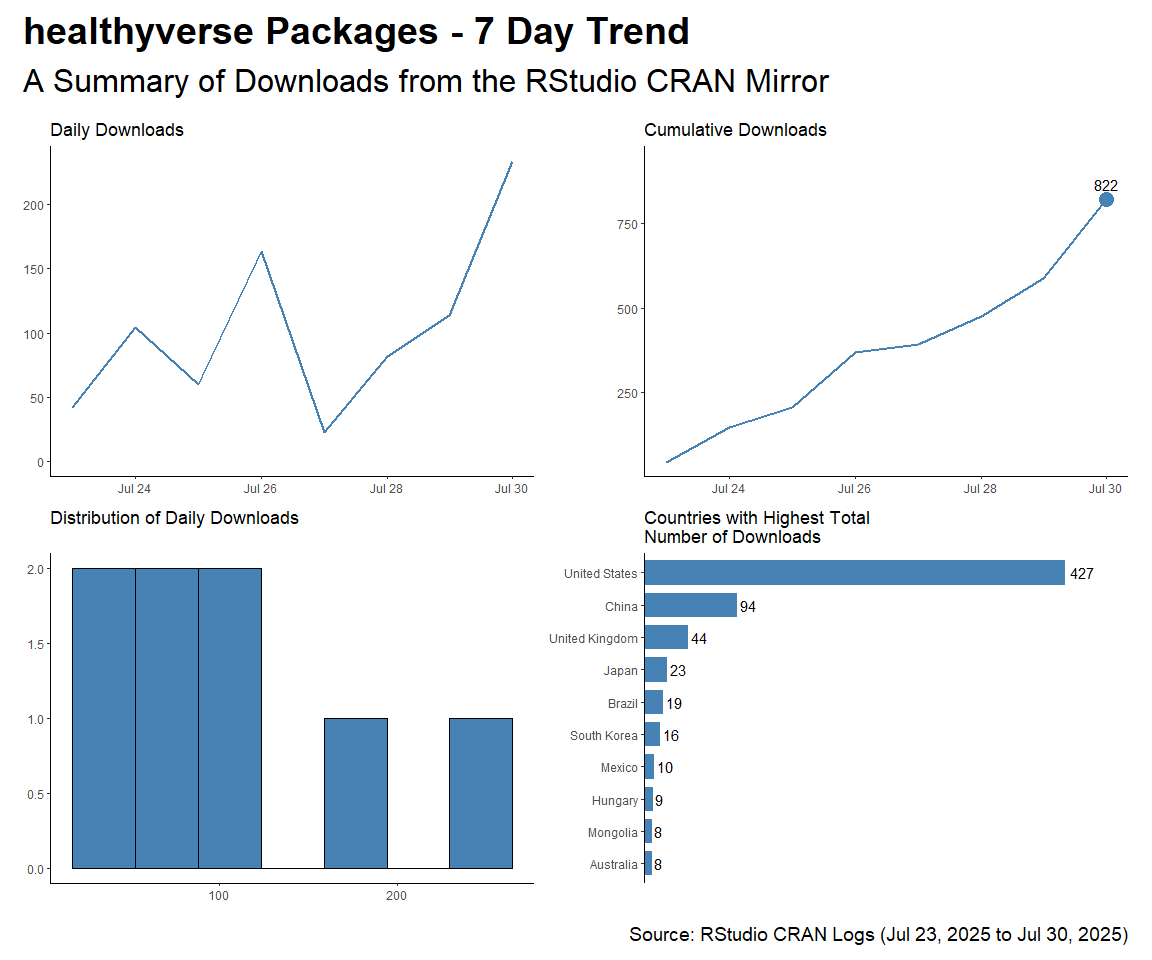 healthyverse Packages - 7 Day Trend
A Summary of Downloads from the RStudio CRAN Mirror
Daily Downloads
200
150
100
50
0
Jul 24
Jul 26
Jul 28
Jul 30
Cumulative Downloads
822
750
500
250
Jul 24
Jul 26
Jul 28
Jul 30
Distribution of Daily Downloads
2.0
1.5
1.0
0.5
0.0
100
200
Countries with Highest Total
Number of Downloads
United States 427
China 94
United Kingdom 44
Japan 23
Brazil 19
South Korea 16
Mexico 10
Hungary 9
Mongolia 8
Australia 8
Source: RStudio CRAN Logs (Jul 23, 2025 to Jul 30, 2025)